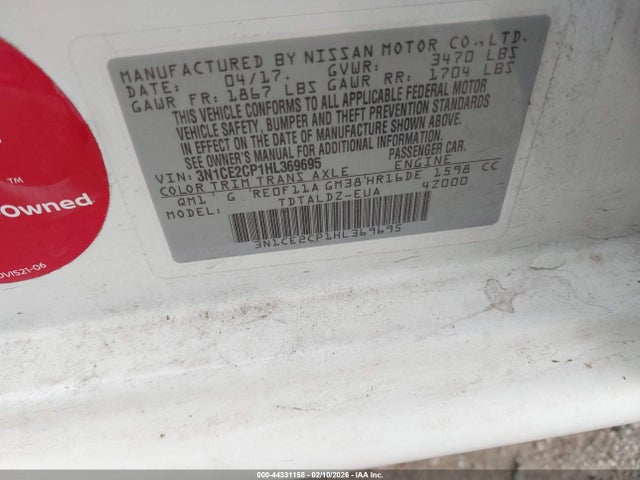 MANUFACTURED BY NISSAN MOTOR CO., LTD.
DATE: 04/17. GVWR: 3470 LBS
GAWR FR: 1867 LBS GAWR RR: 1704 LBS
THIS VEHICLE CONFORMS TO ALL APPLICABLE FEDERAL MOTOR
VEHICLE SAFETY, BUMPER AND THEFT PREVENTION STANDARDS
IN EFFECT ON THE DATE OF MANUFACTURE SHOWN ABOVE.
SEE OWNER'S MANUAL FOR ADDITIONAL INFORMATION.
VIN: 3N1CE2CP1HL369695 PASSENGER CAR.
COLOR TRIM TRANS AXLE ENGINE
QM1 G RE0F11A GM38 HR16DE 1598 CC
MODEL: TDTALDZ-EUA 4Z000
3N1CE2CP1HL369695
Owned
DVIS21-06
000-44331158 - 02/10/2026 - IAA Inc.